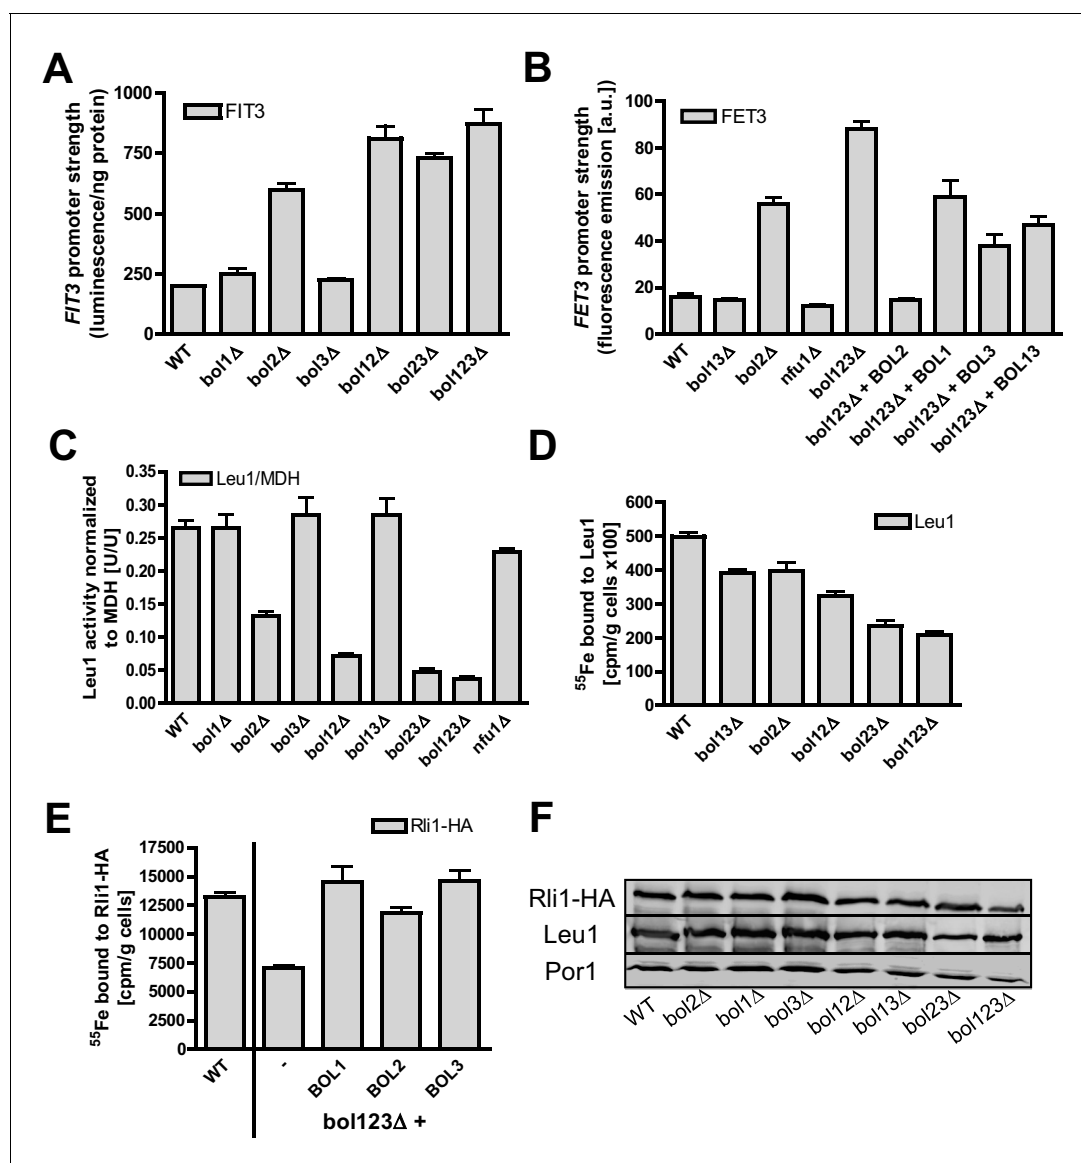 A
FIT3 promoter strength
(luminescence/ng protein)
1000
750
500
250
0
FIT3
WT
bol1Δ
bol2Δ
bol3Δ
bol12Δ
bol23Δ
bol123Δ
B
FET3 promoter strength
(fluorescence emission [a.u.])
100
80
60
40
20
0
FET3
WT
bol13Δ
bol2Δ
nfu1Δ
bol123Δ
bol123Δ + BOL2
bol123Δ + BOL1
bol123Δ + BOL3
bol123Δ + BOL13
C
Leu1 activity normalized
to MDH [U/U]
0.35
0.30
0.25
0.20
0.15
0.10
0.05
0.00
Leu1/MDH
WT
bol1Δ
bol2Δ
bol3Δ
bol12Δ
bol13Δ
bol23Δ
bol123Δ
nfu1Δ
D
55Fe bound to Leu1
[cpm/g cells x100]
600
500
400
300
200
100
0
Leu1
WT
bol13Δ
bol2Δ
bol12Δ
bol23Δ
bol123Δ
E
55Fe bound to Rli1-HA
[cpm/g cells]
17500
15000
12500
10000
7500
5000
2500
0
Rli1-HA
WT
-
BOL1
BOL2
BOL3
bol123Δ +
F
Rli1-HA
Leu1
Por1
WT
bol2Δ
bol1Δ
bol3Δ
bol12Δ
bol13Δ
bol23Δ
bol123Δ